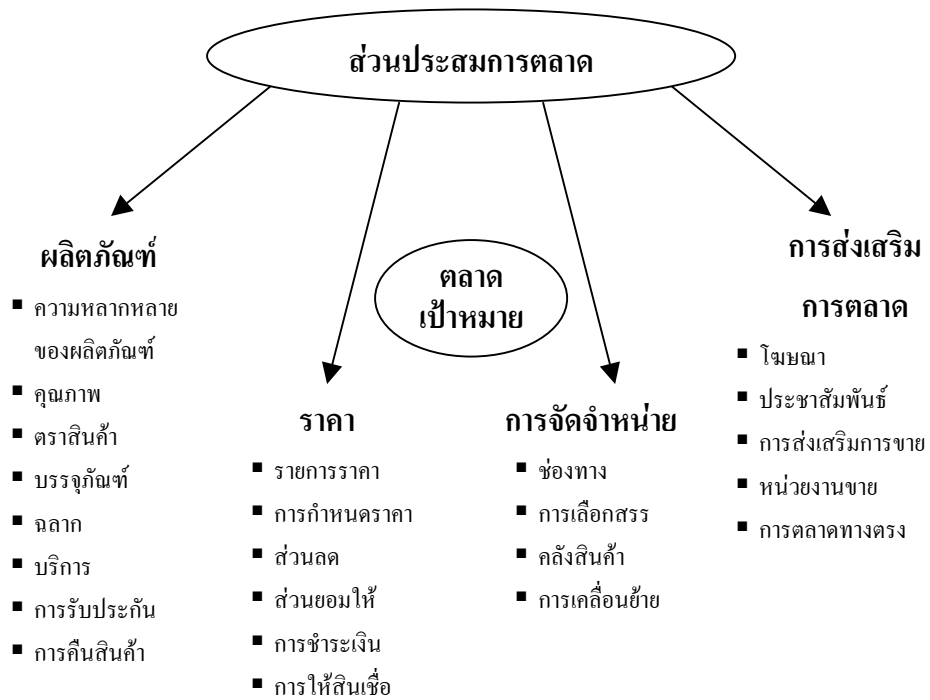 ส่วนประสมการตลาด
ผลิตภัณฑ์
■ ความหลากหลาย
ของผลิตภัณฑ์
■ คุณภาพ
■ ตราสินค้า
■ บรรจุภัณฑ์
■ ฉลาก
■ บริการ
■ การรับประกัน
■ การคืนสินค้า
ตลาด
เป้าหมาย
ราคา
■ รายการราคา
■ การกำหนดราคา
■ ส่วนลด
■ ส่วนยอมให้
■ การชำระเงิน
■ การให้สินเชื่อ
การจัดจำหน่าย
■ ช่องทาง
■ การเลือกสรร
■ คลังสินค้า
■ การเคลื่อนย้าย
การส่งเสริม
การตลาด
■ โฆษณา
■ ประชาสัมพันธ์
■ การส่งเสริมการขาย
■ หน่วยงานขาย
■ การตลาดทางตรง